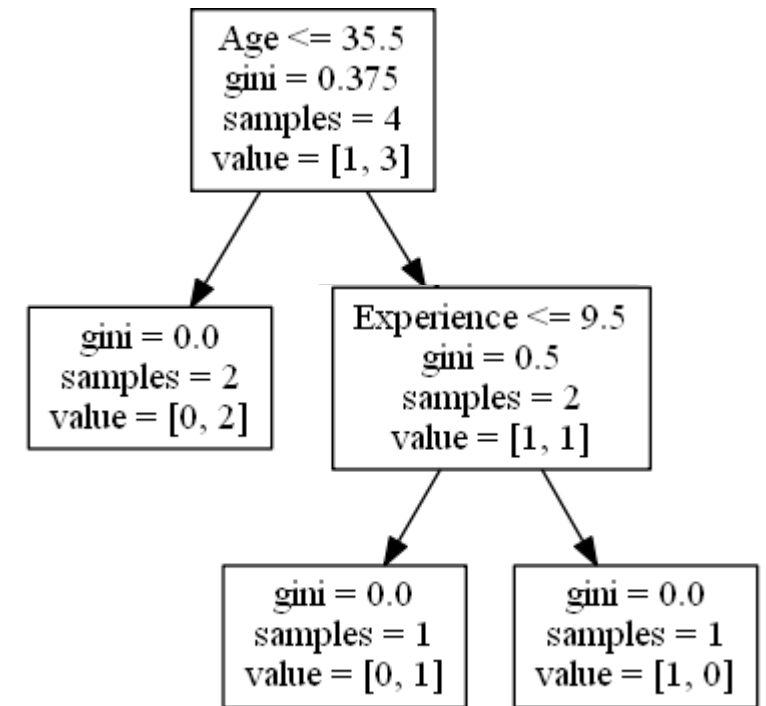 Age <= 35.5
gini = 0.375
samples = 4
value = [1, 3]
gini = 0.0
samples = 2
value = [0, 2]
Experience <= 9.5
gini = 0.5
samples = 2
value = [1, 1]
gini = 0.0
samples = 1
value = [0, 1]
gini = 0.0
samples = 1
value = [1, 0]